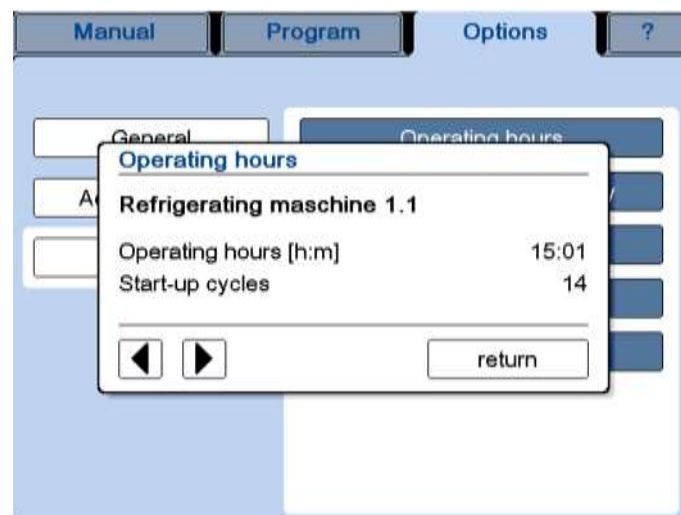 Manual Program Options ?
General Operating hours
Operating hours
Refrigerating maschine 1.1
Operating hours [h:m] 15:01
Start-up cycles 14
return